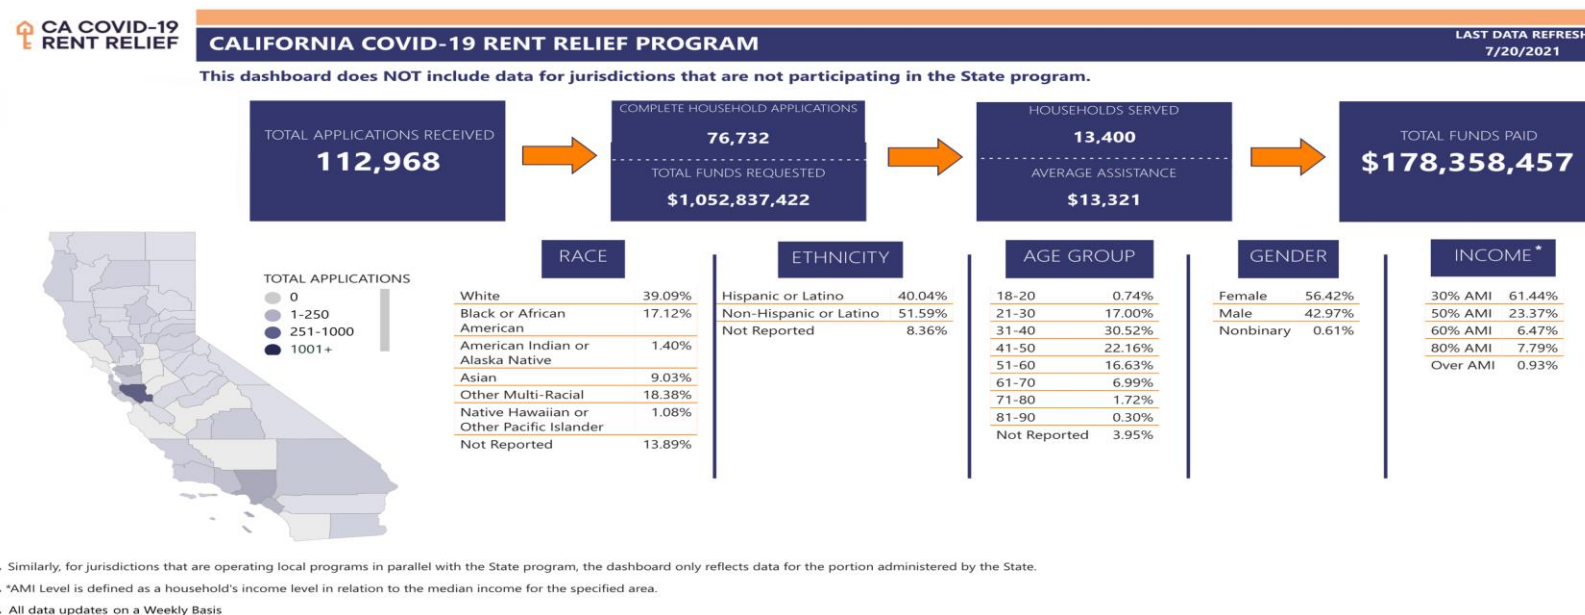 CA COVID-19
RENT RELIEF
CALIFORNIA COVID-19 RENT RELIEF PROGRAM
LAST DATA REFRESH
7/20/2021
This dashboard does NOT include data for jurisdictions that are not participating in the State program.
TOTAL APPLICATIONS RECEIVED
112,968
COMPLETE HOUSEHOLD APPLICATIONS
76,732
TOTAL FUNDS REQUESTED
$1,052,837,422
HOUSEHOLDS SERVED
13,400
AVERAGE ASSISTANCE
$13,321
TOTAL FUNDS PAID
$178,358,457
TOTAL APPLICATIONS
0
1-250
251-1000
1001+
RACE
White 39.09%
Black or African 17.12%
American
American Indian or 1.40%
Alaska Native
Asian 9.03%
Other Multi-Racial 18.38%
Native Hawaiian or 1.08%
Other Pacific Islander
Not Reported 13.89%
ETHNICITY
Hispanic or Latino 40.04%
Non-Hispanic or Latino 51.59%
Not Reported 8.36%
AGE GROUP
18-20 0.74%
21-30 17.00%
31-40 30.52%
41-50 22.16%
51-60 16.63%
61-70 6.99%
71-80 1.72%
81-90 0.30%
Not Reported 3.95%
GENDER
Female 56.42%
Male 42.97%
Nonbinary 0.61%
INCOME*
30% AMI 61.44%
50% AMI 23.37%
60% AMI 6.47%
80% AMI 7.79%
Over AMI 0.93%
. Similarly, for jurisdictions that are operating local programs in parallel with the State program, the dashboard only reflects data for the portion administered by the State.
. *AMI Level is defined as a household's income level in relation to the median income for the specified area.
. All data updates on a Weekly Basis